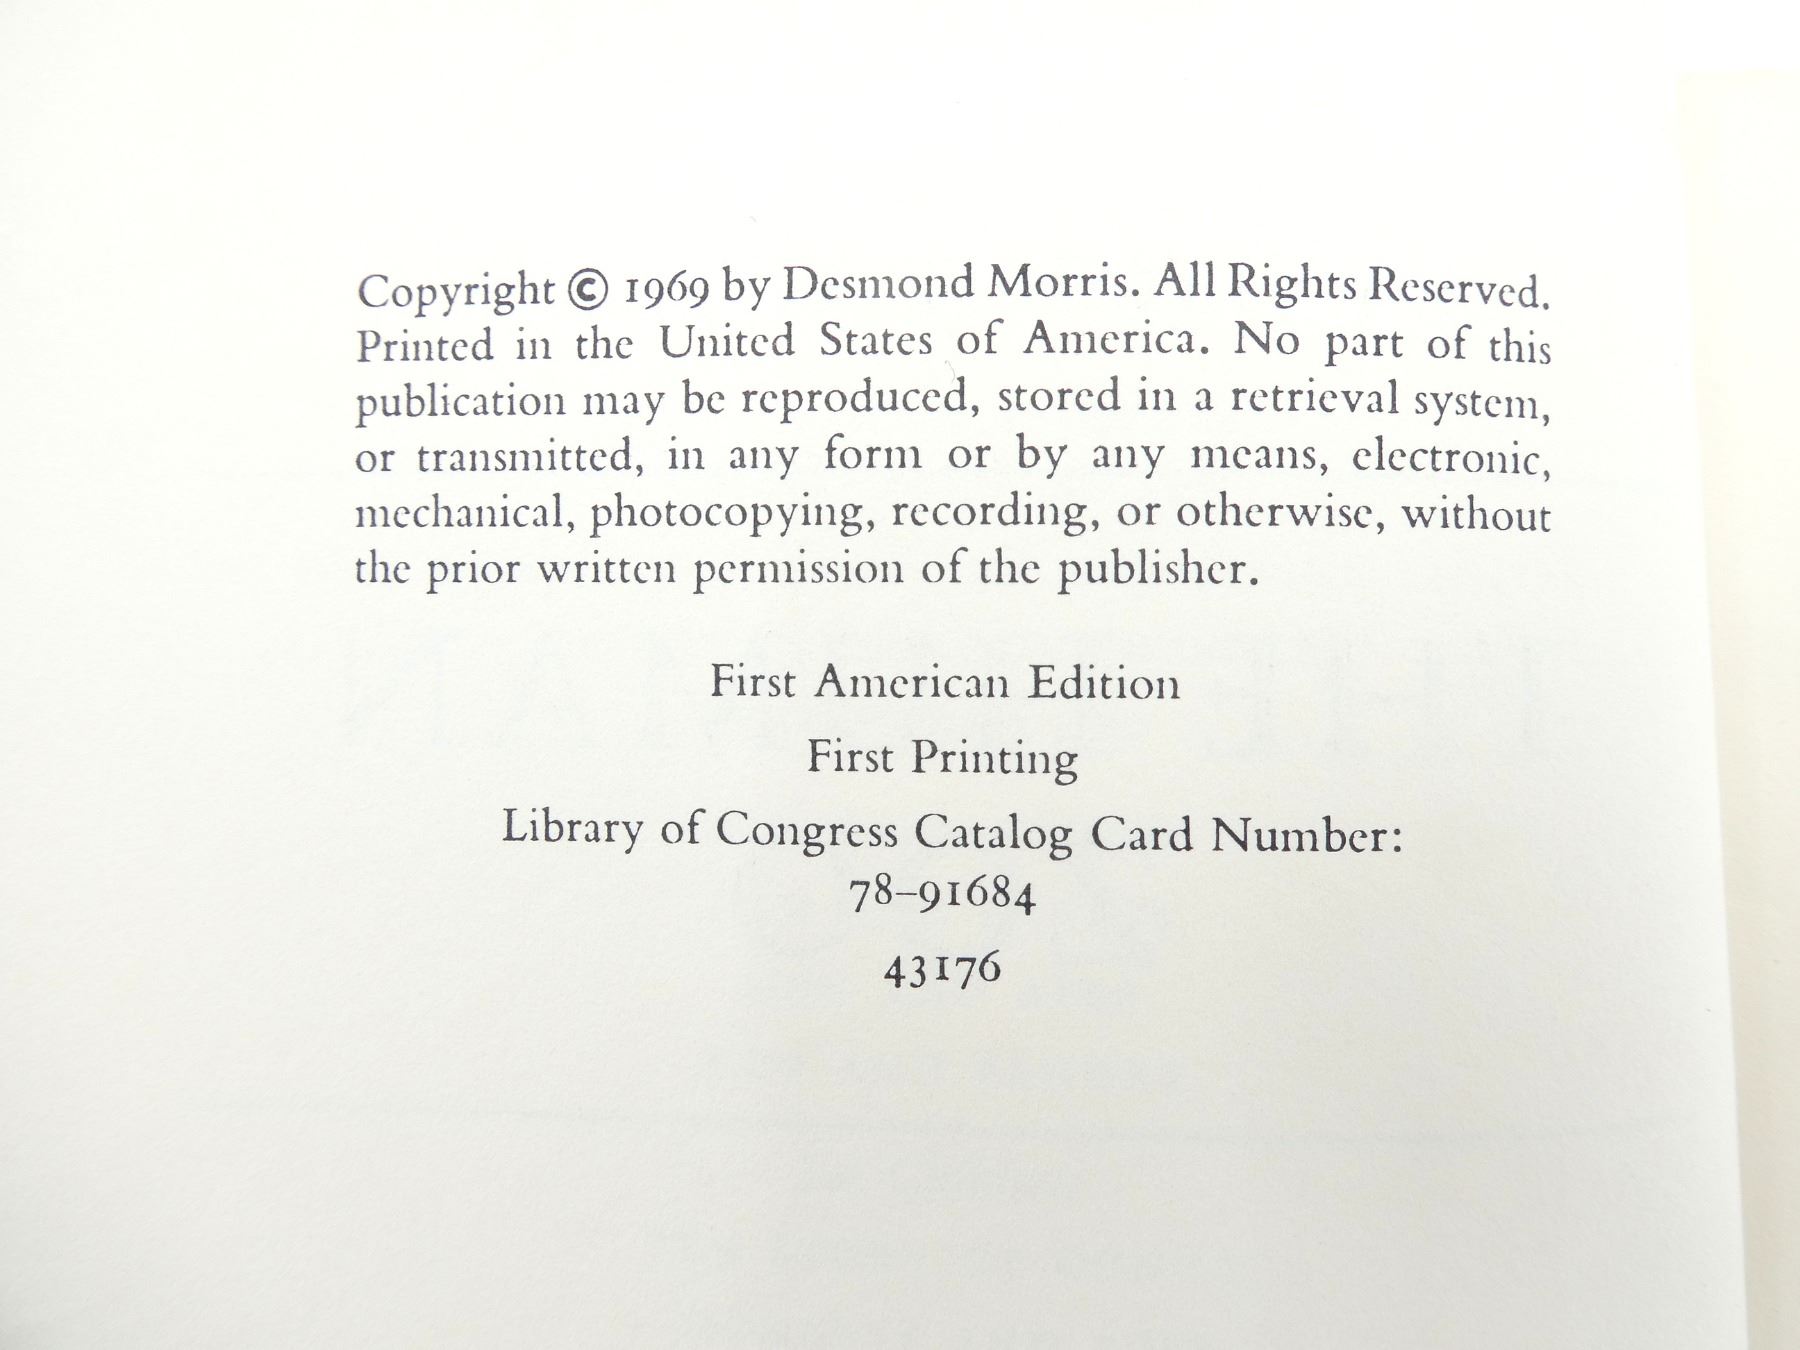 Copyright © 1969 by Desmond Morris. All Rights Reserved.
Printed in the United States of America. No part of this
publication may be reproduced, stored in a retrieval system,
or transmitted, in any form or by any means, electronic,
mechanical, photocopying, recording, or otherwise, without
the prior written permission of the publisher.
First American Edition
First Printing
Library of Congress Catalog Card Number:
78–91684
43176